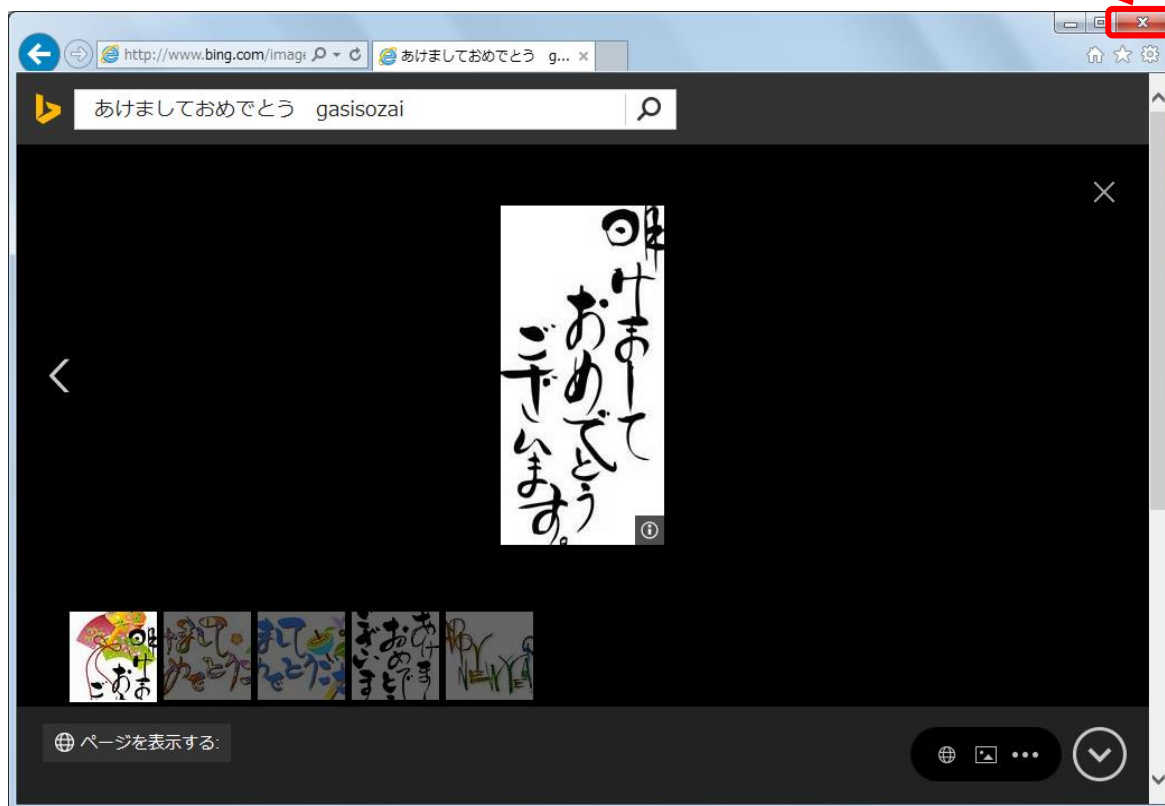 http://www.bing.com/image
あけましておめでとう　g...
あけましておめでとう　gasisozai
明けまして
おめでとう
ございます。
ページを表示する: